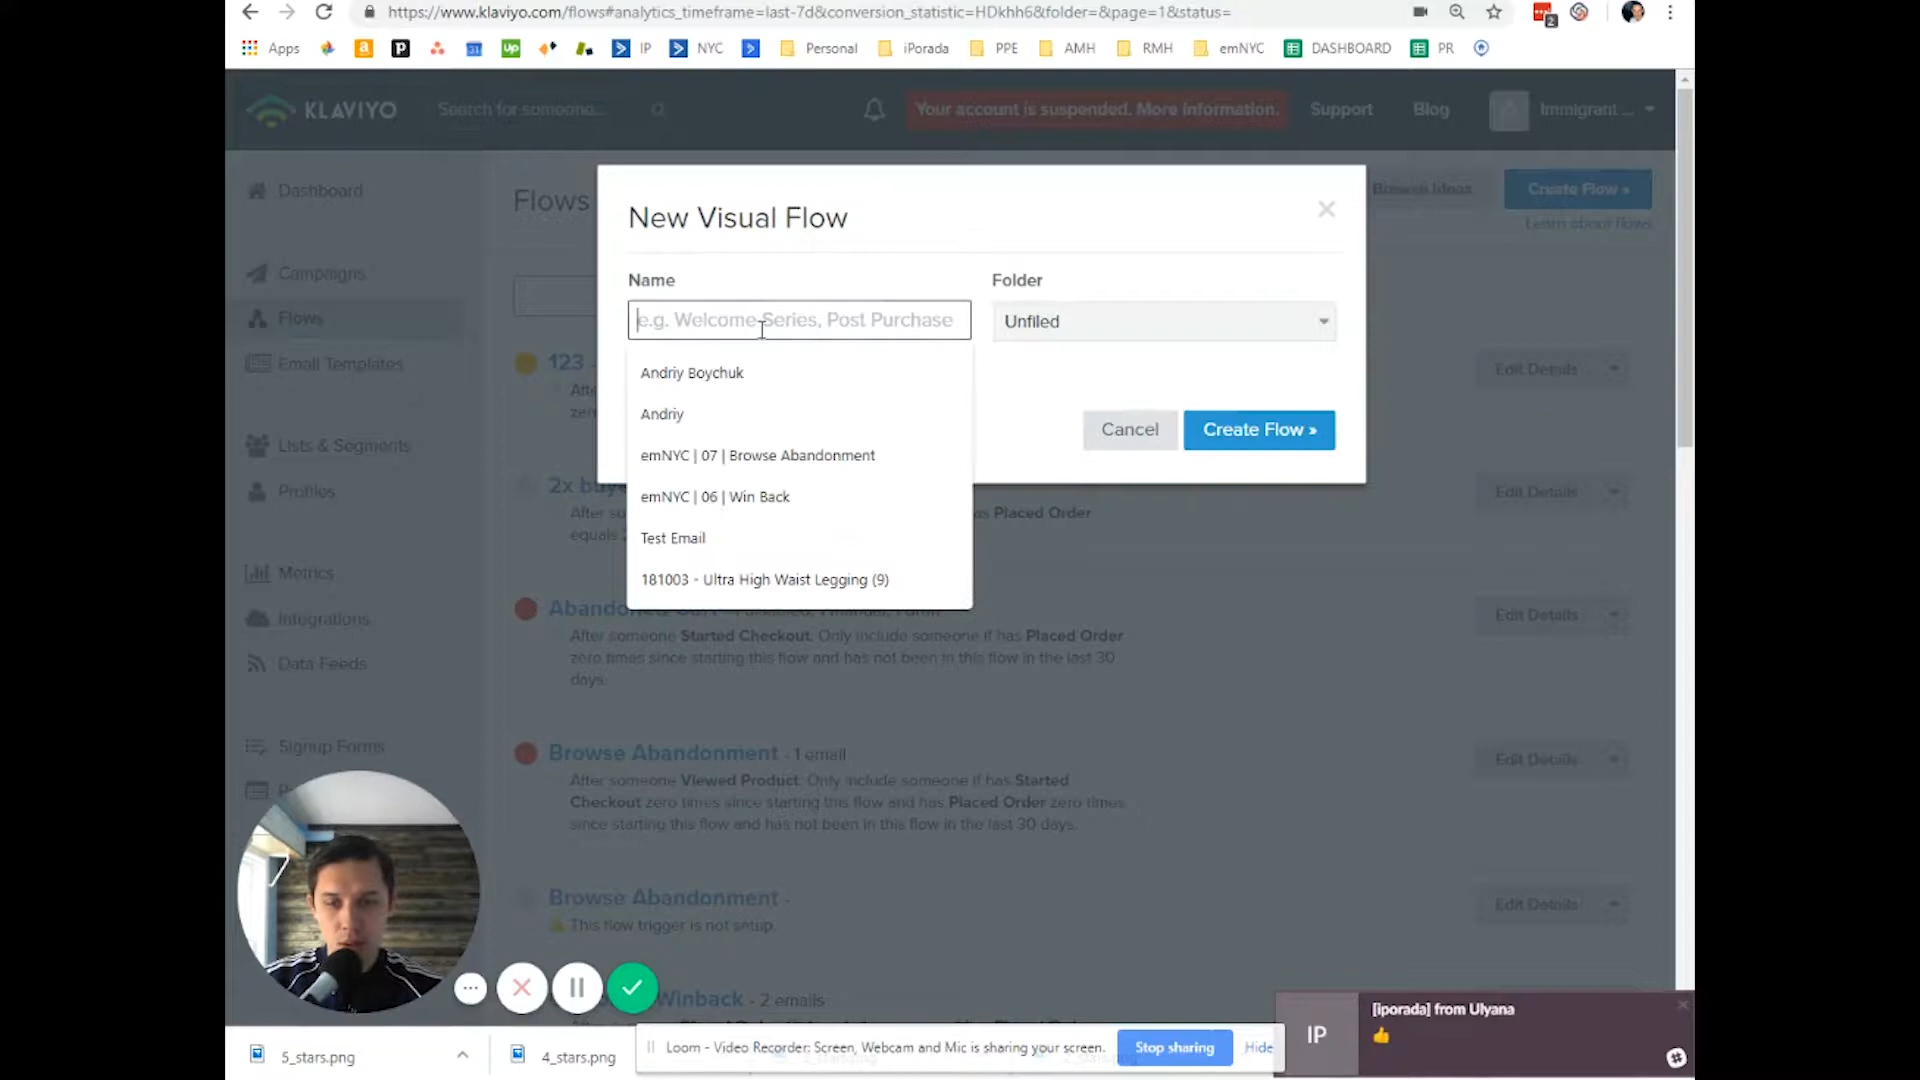 https://www.klaviyo.com/flows#analytics_timeframe=last-7d&conversion_statistic=HDkhh6&folder=&page=1&status=
2
Apps
a
p
31
up
IP
NYC
Personal
iPorada
PPE
AMH
RMH
emNYC
DASHBOARD
PR
KLAVIYO
Search for someone...
Your account is suspended. More information.
Support
Blog
Immigrant ...
Dashboard
Campaigns
Flows
Email Templates
Lists & Segments
Profiles
Metrics
Integrations
Data Feeds
Signup Forms
Flows
Browse Ideas
Create Flow »
Learn about flows
New Visual Flow
Name
Folder
e.g. Welcome Series, Post Purchase
Unfiled
Andriy Boychuk
Andriy
emNYC | 07 | Browse Abandonment
emNYC | 06 | Win Back
Test Email
181003 - Ultra High Waist Legging (9)
Cancel
Create Flow »
123 -
Edit Details
2x buye
After so
as Placed Order
equals
Edit Details
After someone Started Checkout. Only include someone if has Placed Order
zero times since starting this flow and has not been in this flow in the last 30
days.
Edit Details
Browse Abandonment - 1 email
After someone Viewed Product. Only include someone if has Started
Checkout zero times since starting this flow and has Placed Order zero times
since starting this flow and has not been in this flow in the last 30 days.
Edit Details
Browse Abandonment -
This flow trigger is not setup.
Edit Details
Winback - 2 emails
5_stars.png
4_stars.png
Loom - Video Recorder: Screen, Webcam and Mic is sharing your screen.
Stop sharing
Hide
IP
[iporada] from Ulyana